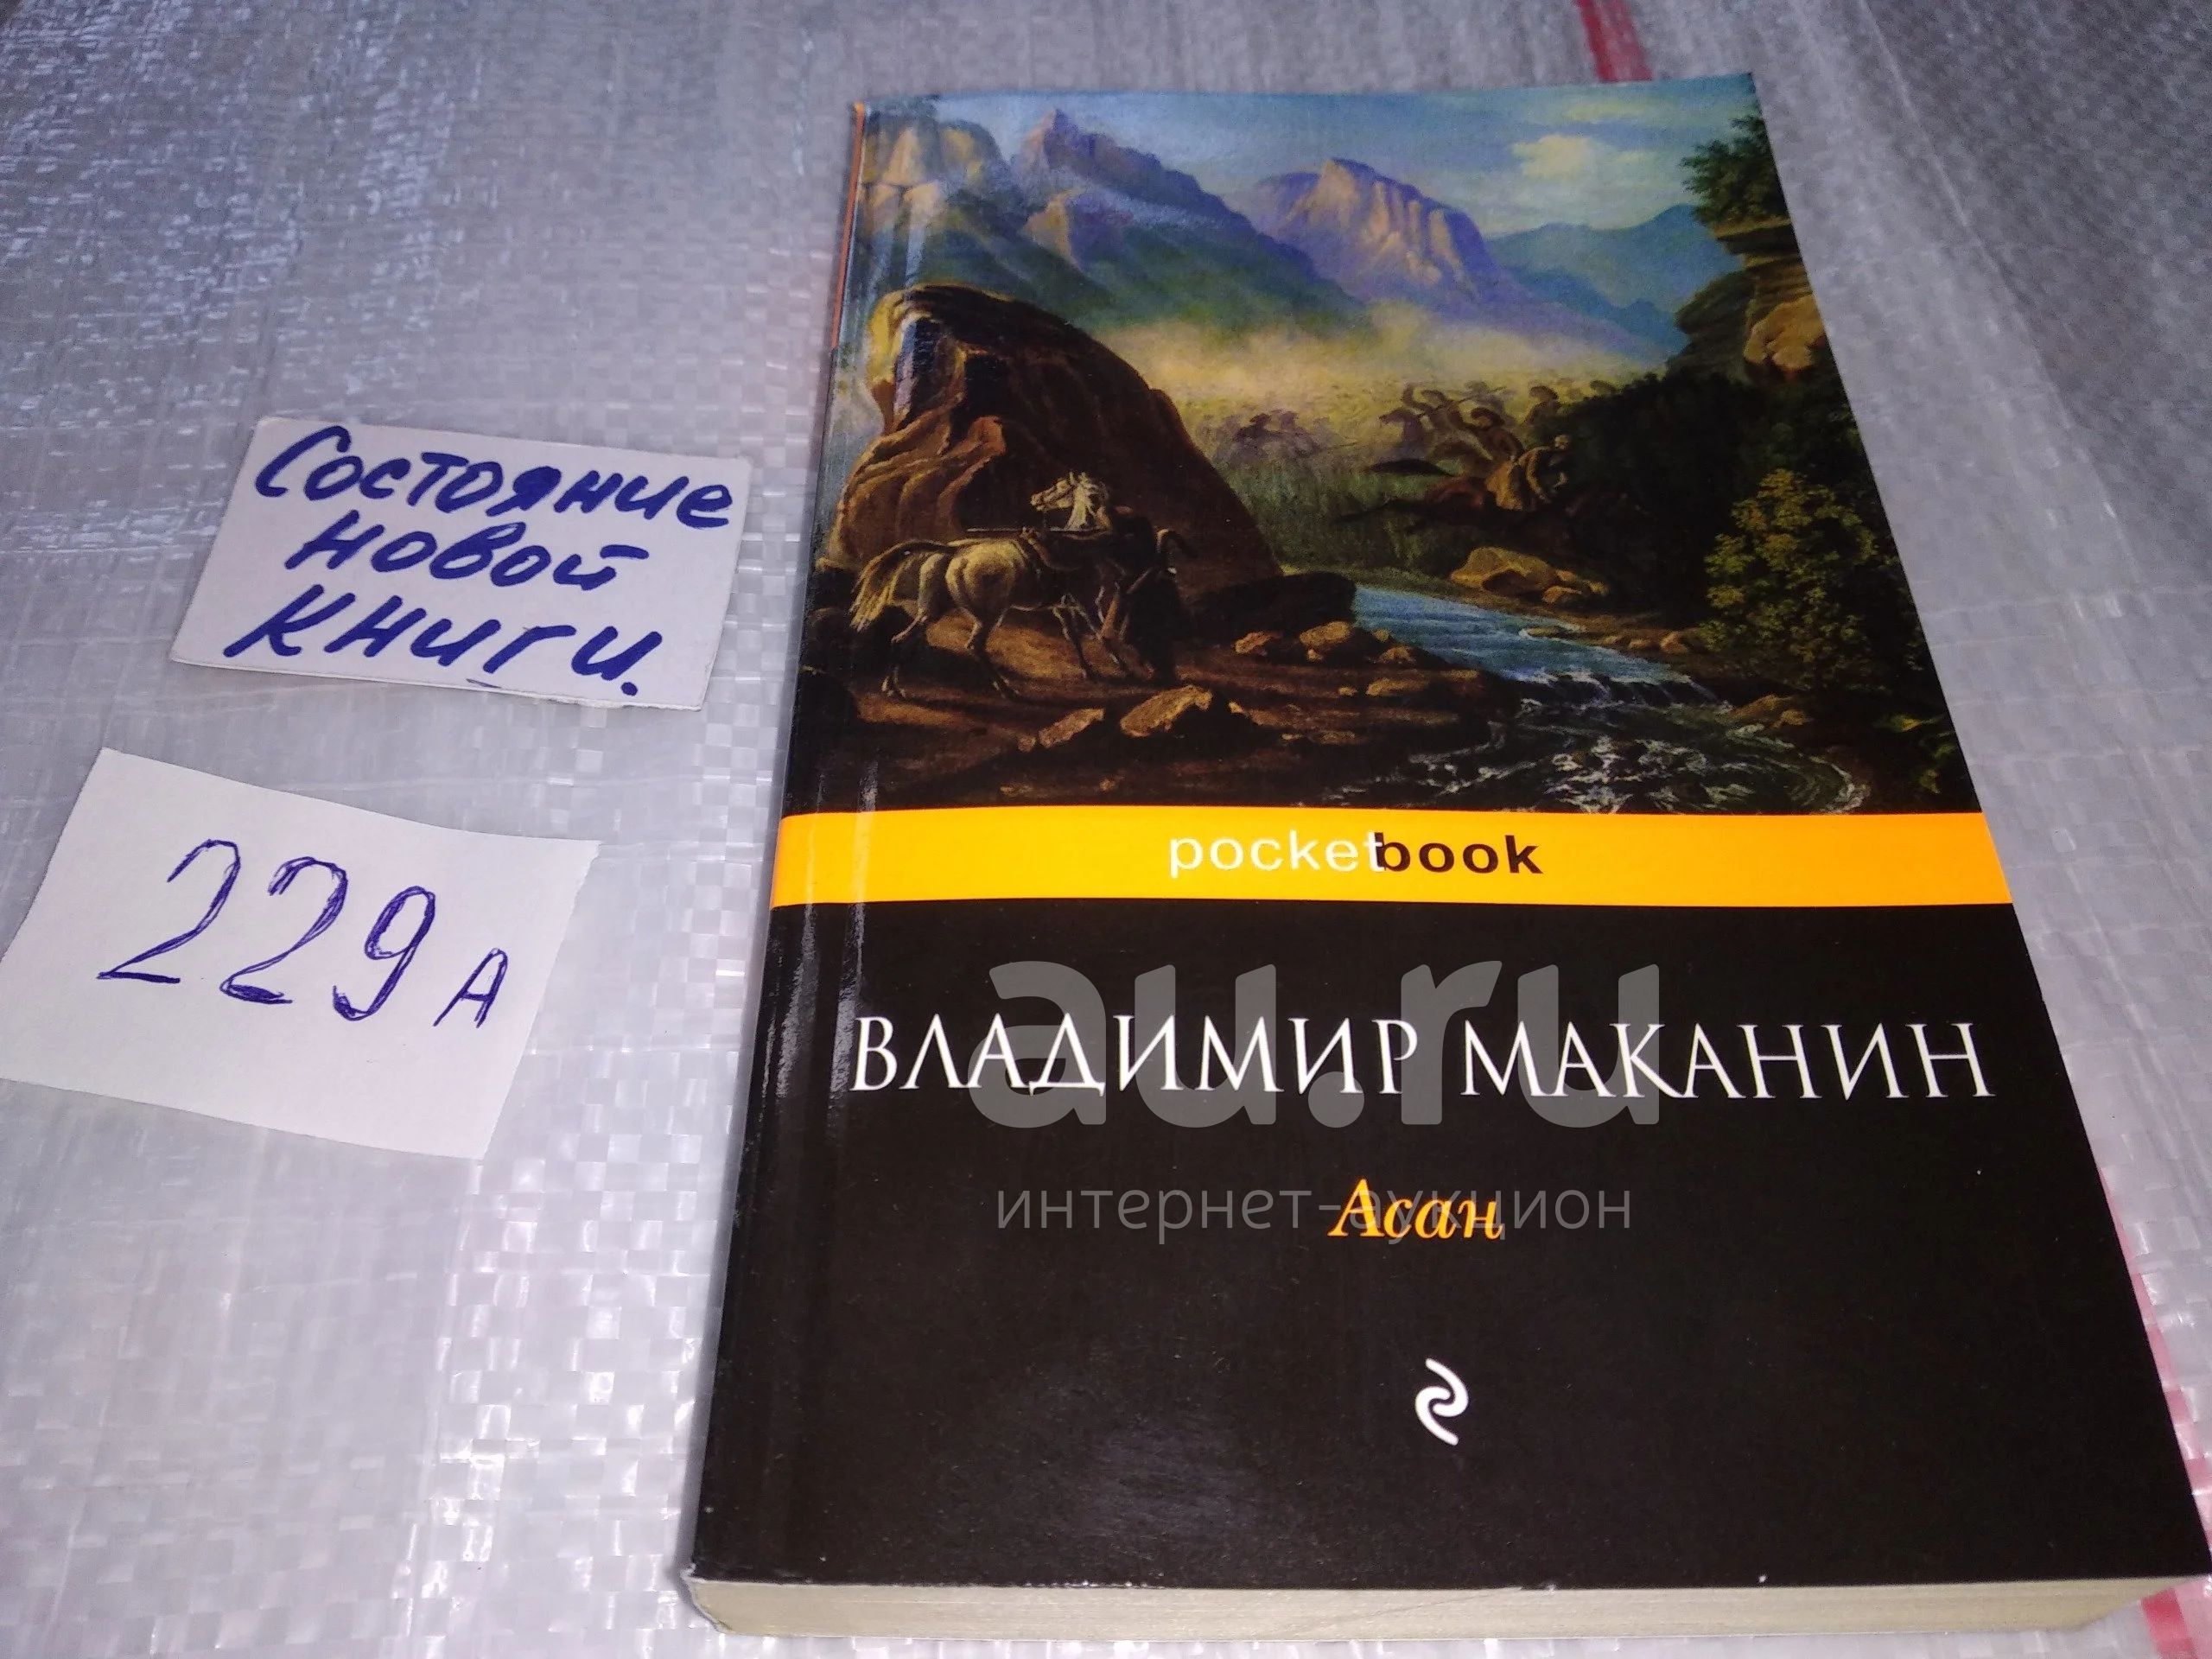 Состояние
новой
книги.
229А
pocketbook
ВЛАДИМИР МАКАНИН
Асан
au.ru
интернет-аукцион